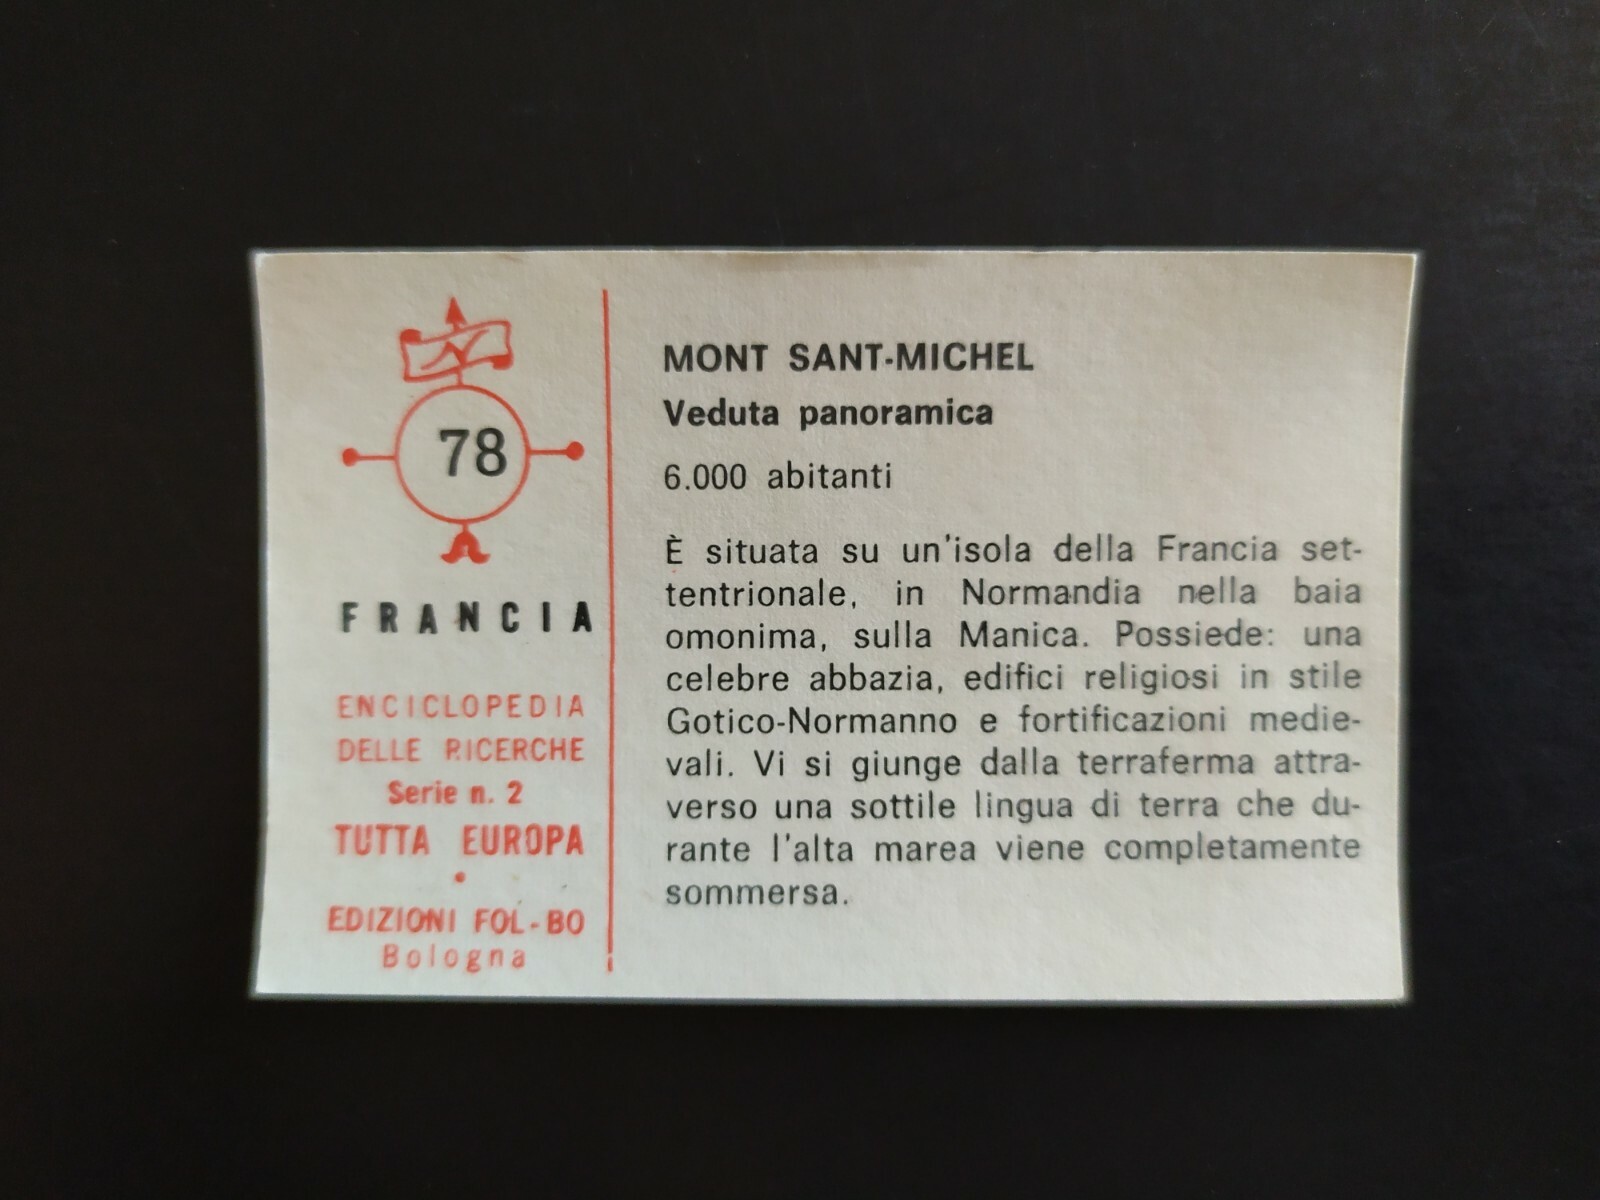 78
FRANCIA
ENCICLOPEDIA
DELLE RICERCHE
Serie n. 2
TUTTA EUROPA
•
EDIZIONI FOL-BO
Bologna
MONT SANT-MICHEL
Veduta panoramica
6.000 abitanti
È situata su un'isola della Francia set-
tentrionale, in Normandia nella baia
omonima, sulla Manica. Possiede: una
celebre abbazia, edifici religiosi in stile
Gotico-Normanno e fortificazioni medie-
vali. Vi si giunge dalla terraferma attra-
verso una sottile lingua di terra che du-
rante l'alta marea viene completamente
sommersa.